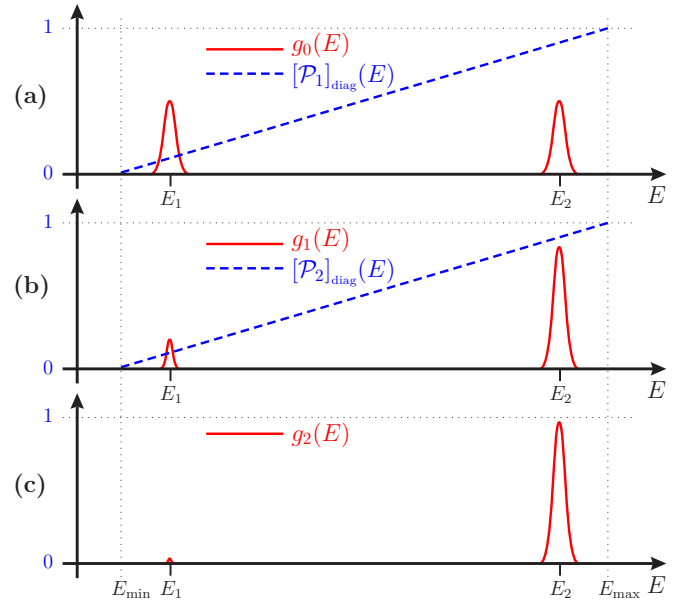 1
g₀(E)
[𝒫₁]diag(E)
(a)
0
E₁ E₂ E
1
g₁(E)
[𝒫₂]diag(E)
(b)
0
E₁ E₂ E
1
g₂(E)
(c)
0
Emin E₁ E₂ Emax E